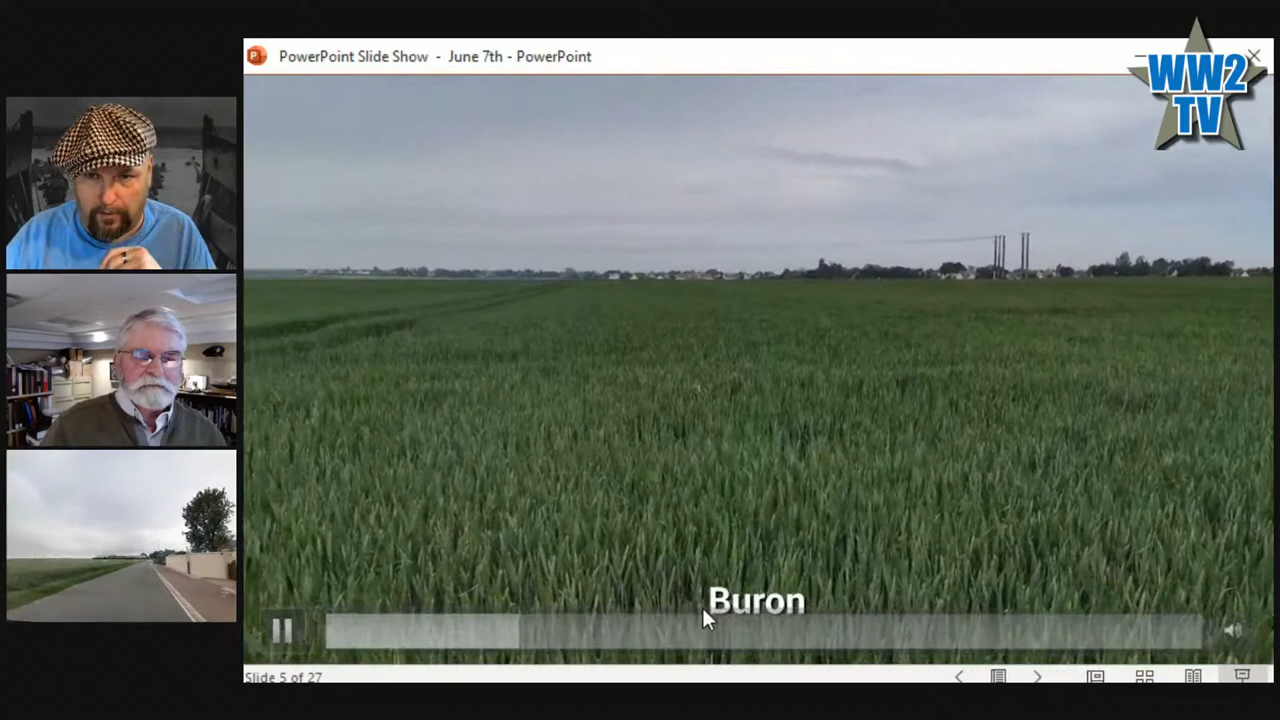 PowerPoint Slide Show - June 7th - PowerPoint
WW2
TV
Buron
Slide 5 of 27